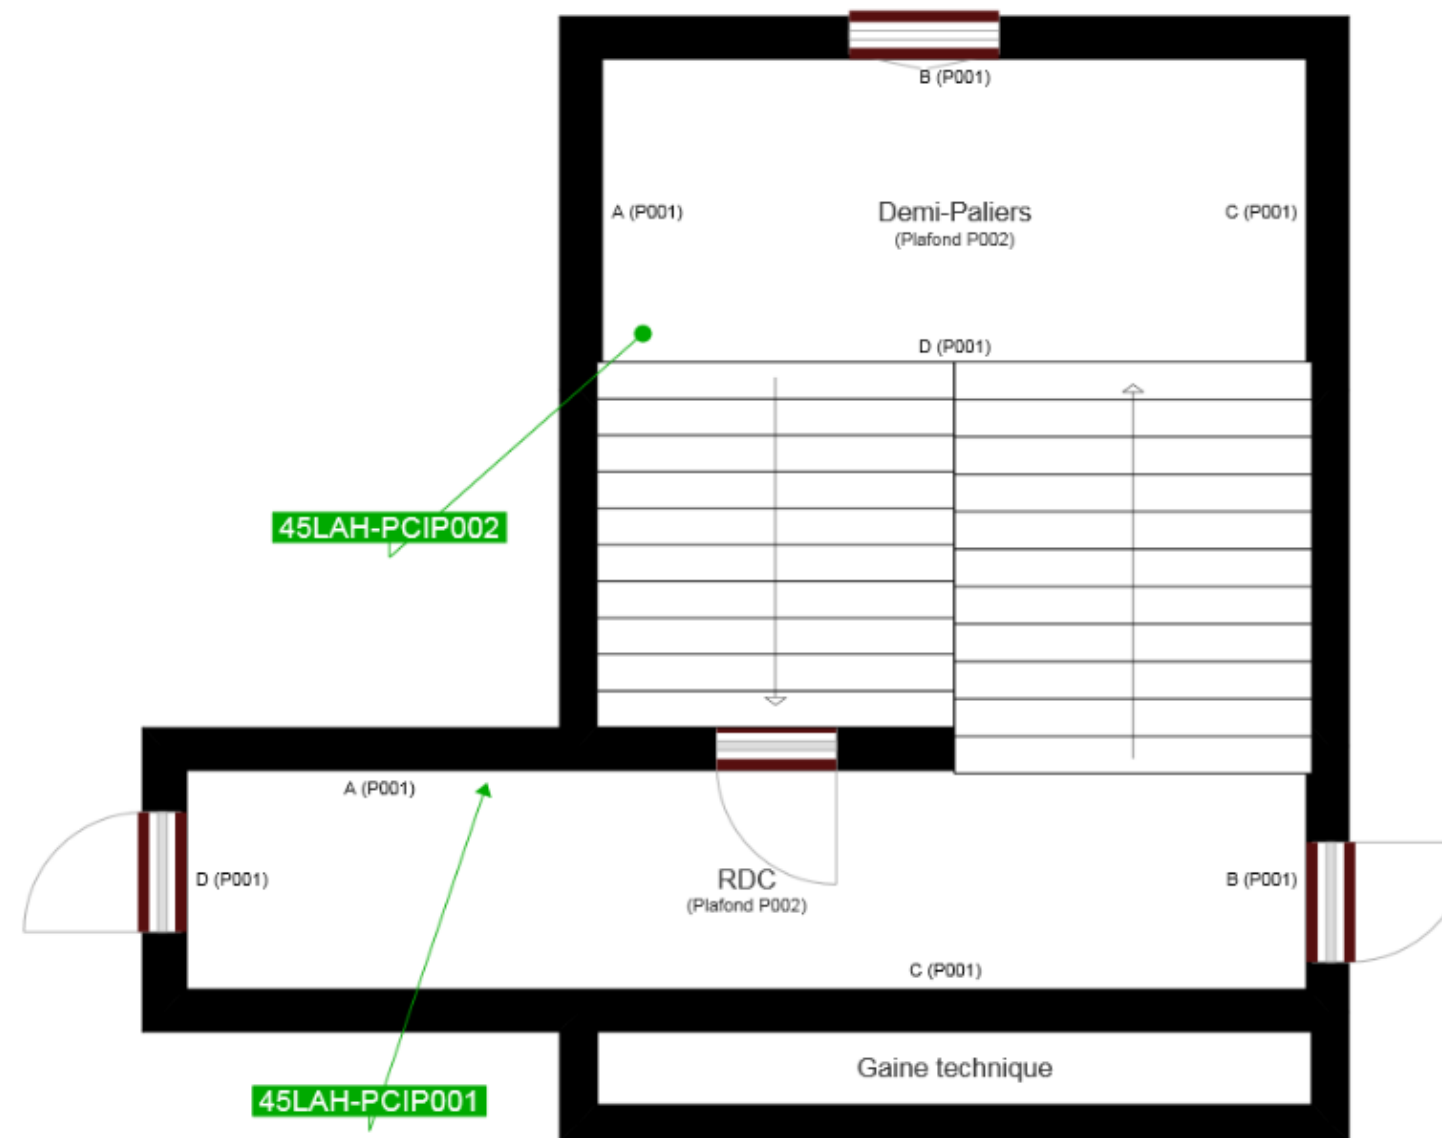 B (P001)
A (P001)
Demi-Paliers
C (P001)
(Plafond P002)
D (P001)
45LAH-PCIP002
A (P001)
D (P001)
RDC
B (P001)
(Plafond P002)
C (P001)
Gaine technique
45LAH-PCIP001